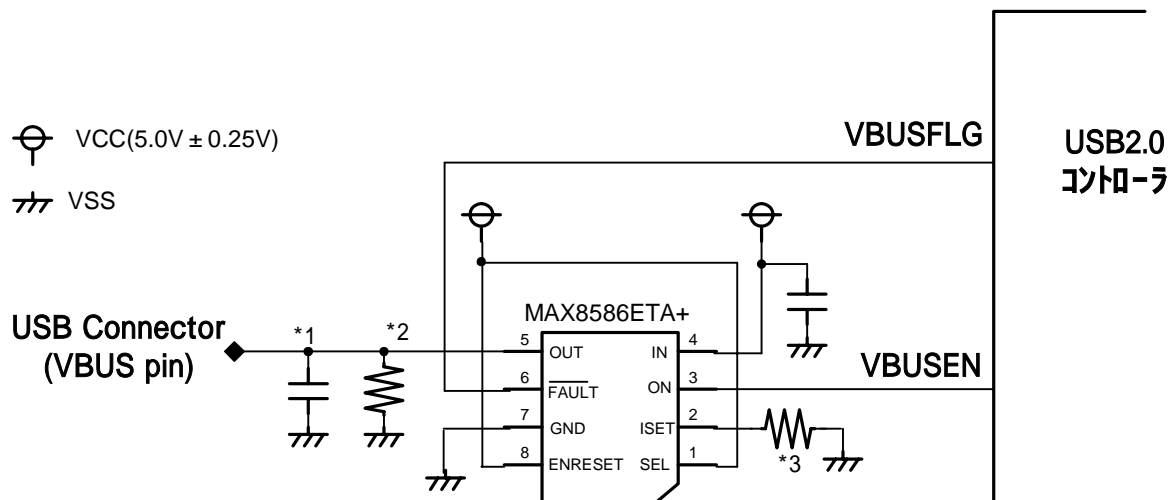 VBUSFLG
USB2.0
コントローラ
VCC(5.0V ± 0.25V)
VSS
MAX8586ETA+
USB Connector
(VBUS pin)
*1
*2
5
OUT
IN
4
VBUSEN
6
FAULT
ON
3
7
GND
ISET
2
*3
8
ENRESET
SEL
1